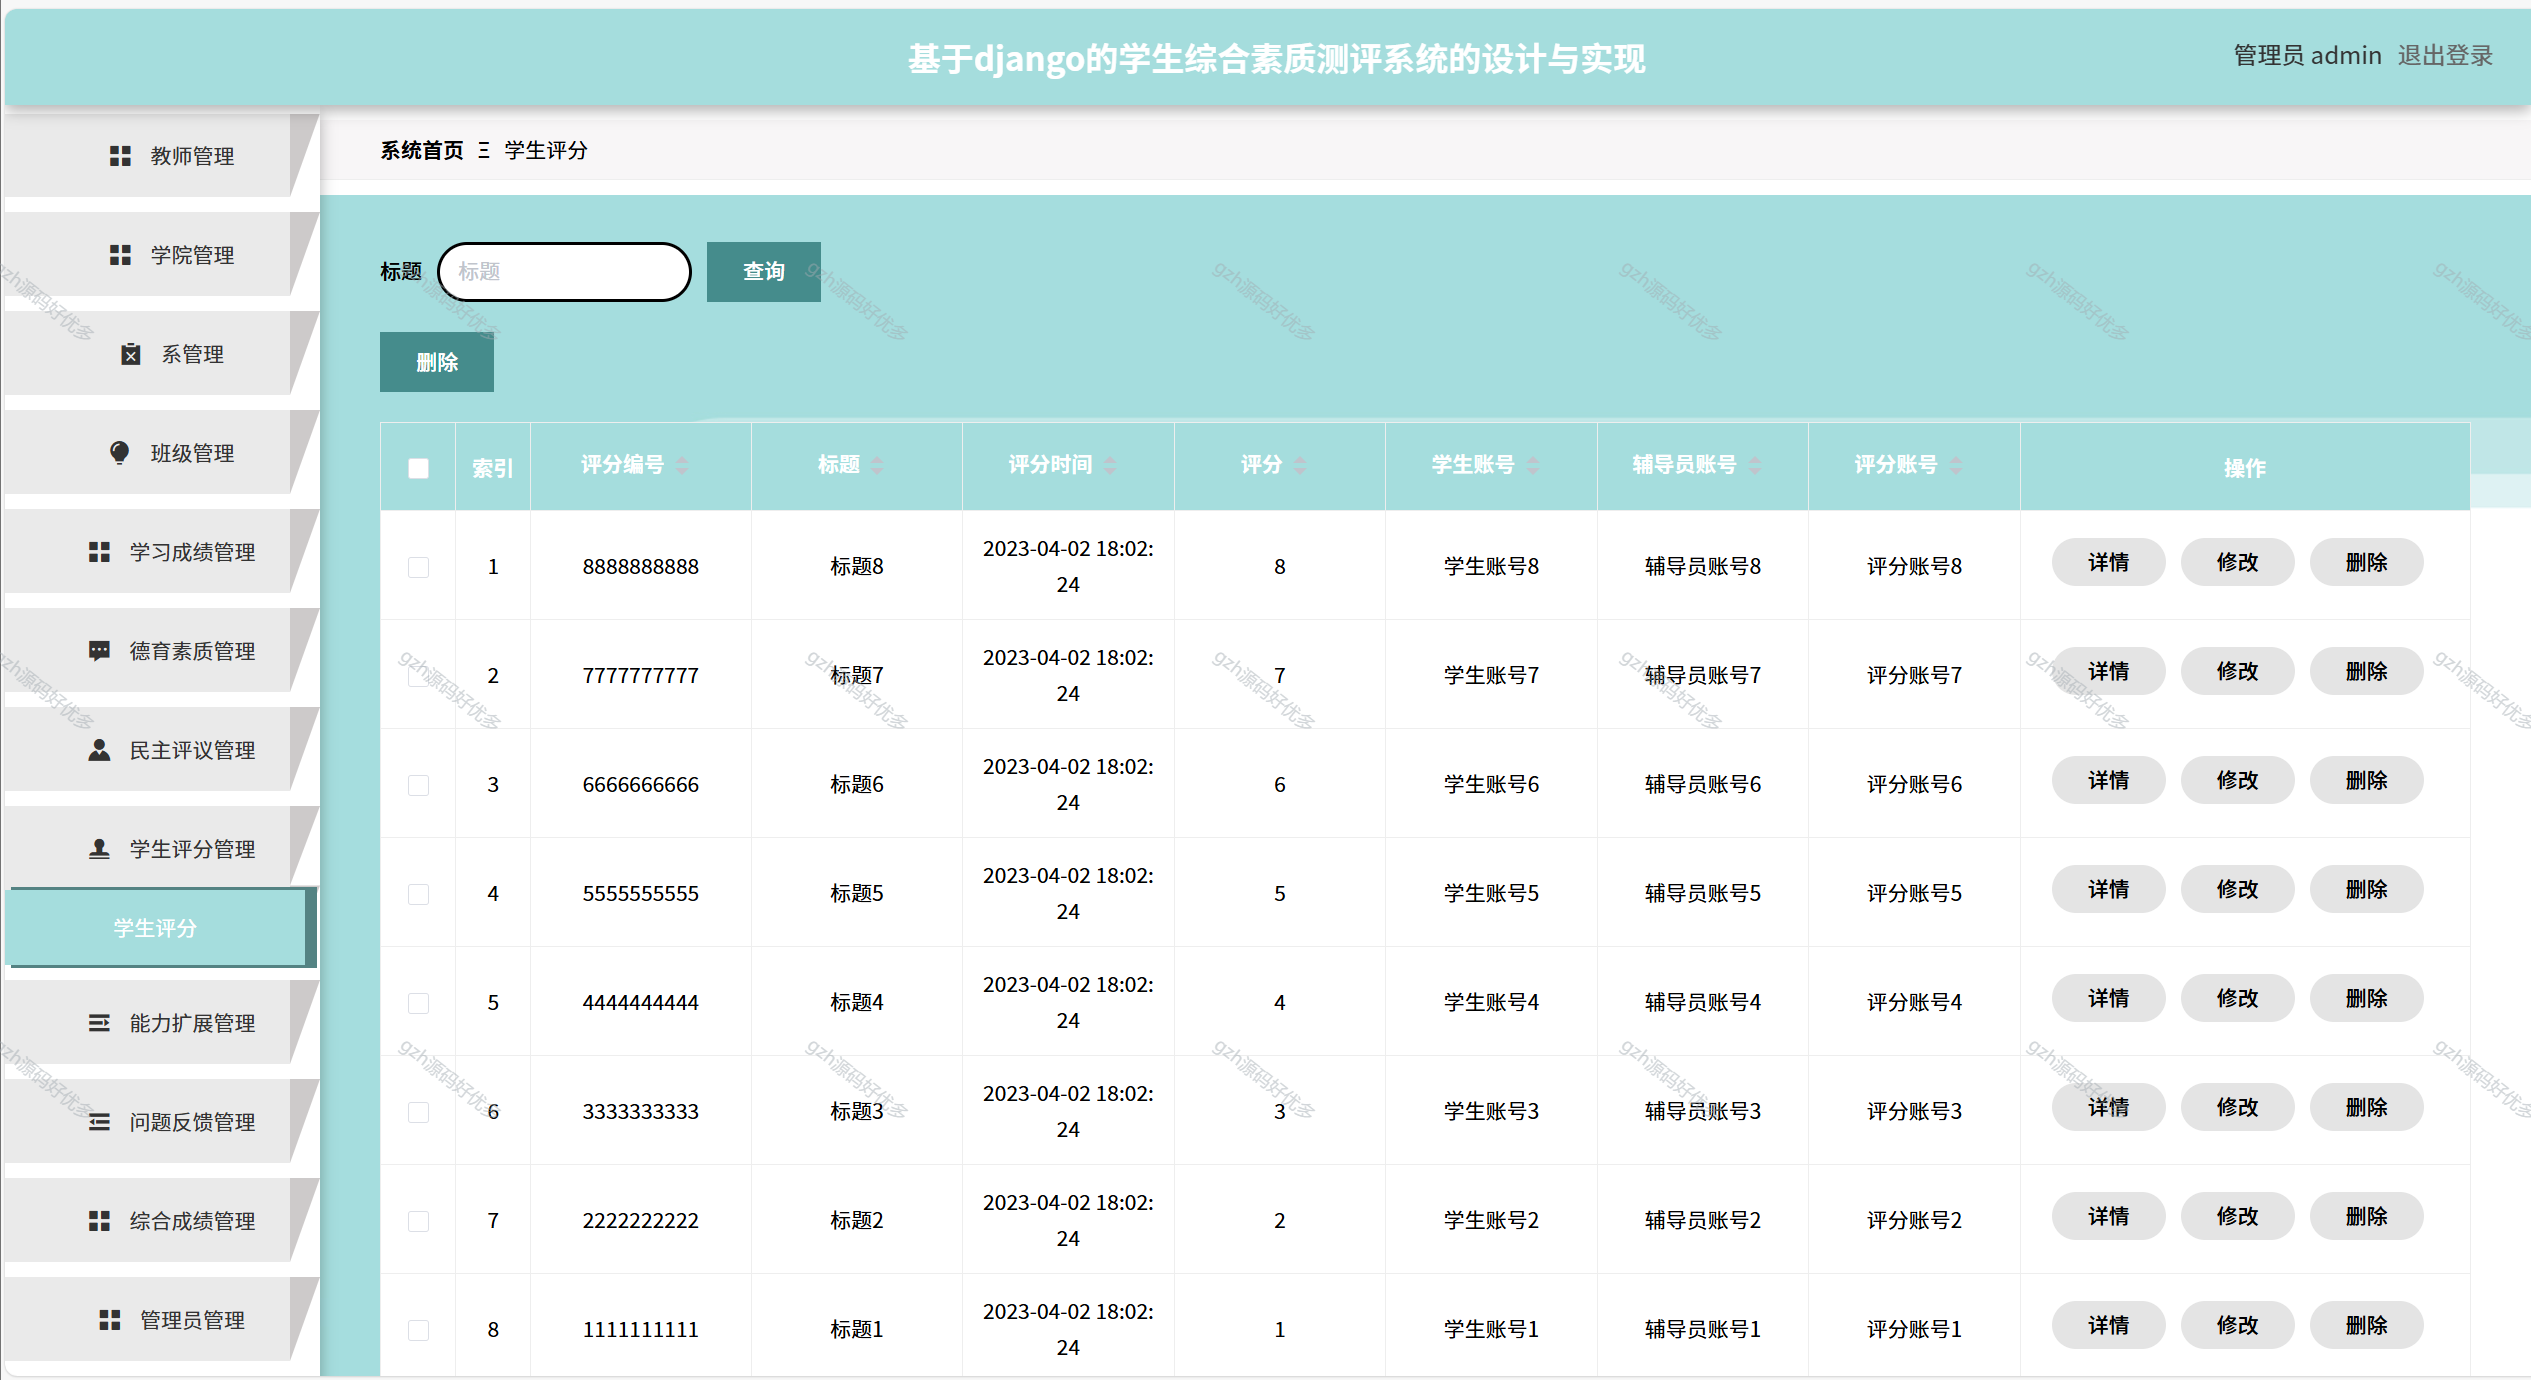 基于django的学生综合素质测评系统的设计与实现
管理员 admin 退出登录
教师管理
学院管理
系管理
班级管理
学习成绩管理
德育素质管理
民主评议管理
学生评分管理
学生评分
能力扩展管理
问题反馈管理
综合成绩管理
管理员管理
系统首页 Ξ 学生评分
标题 标题 查询
删除
索引 评分编号 标题 评分时间 评分 学生账号 辅导员账号 评分账号 操作
1 8888888888 标题8 2023-04-02 18:02:24 8 学生账号8 辅导员账号8 评分账号8 详情 修改 删除
2 7777777777 标题7 2023-04-02 18:02:24 7 学生账号7 辅导员账号7 评分账号7 详情 修改 删除
3 6666666666 标题6 2023-04-02 18:02:24 6 学生账号6 辅导员账号6 评分账号6 详情 修改 删除
4 5555555555 标题5 2023-04-02 18:02:24 5 学生账号5 辅导员账号5 评分账号5 详情 修改 删除
5 4444444444 标题4 2023-04-02 18:02:24 4 学生账号4 辅导员账号4 评分账号4 详情 修改 删除
6 3333333333 标题3 2023-04-02 18:02:24 3 学生账号3 辅导员账号3 评分账号3 详情 修改 删除
7 2222222222 标题2 2023-04-02 18:02:24 2 学生账号2 辅导员账号2 评分账号2 详情 修改 删除
8 1111111111 标题1 2023-04-02 18:02:24 1 学生账号1 辅导员账号1 评分账号1 详情 修改 删除
gzh源码好优多